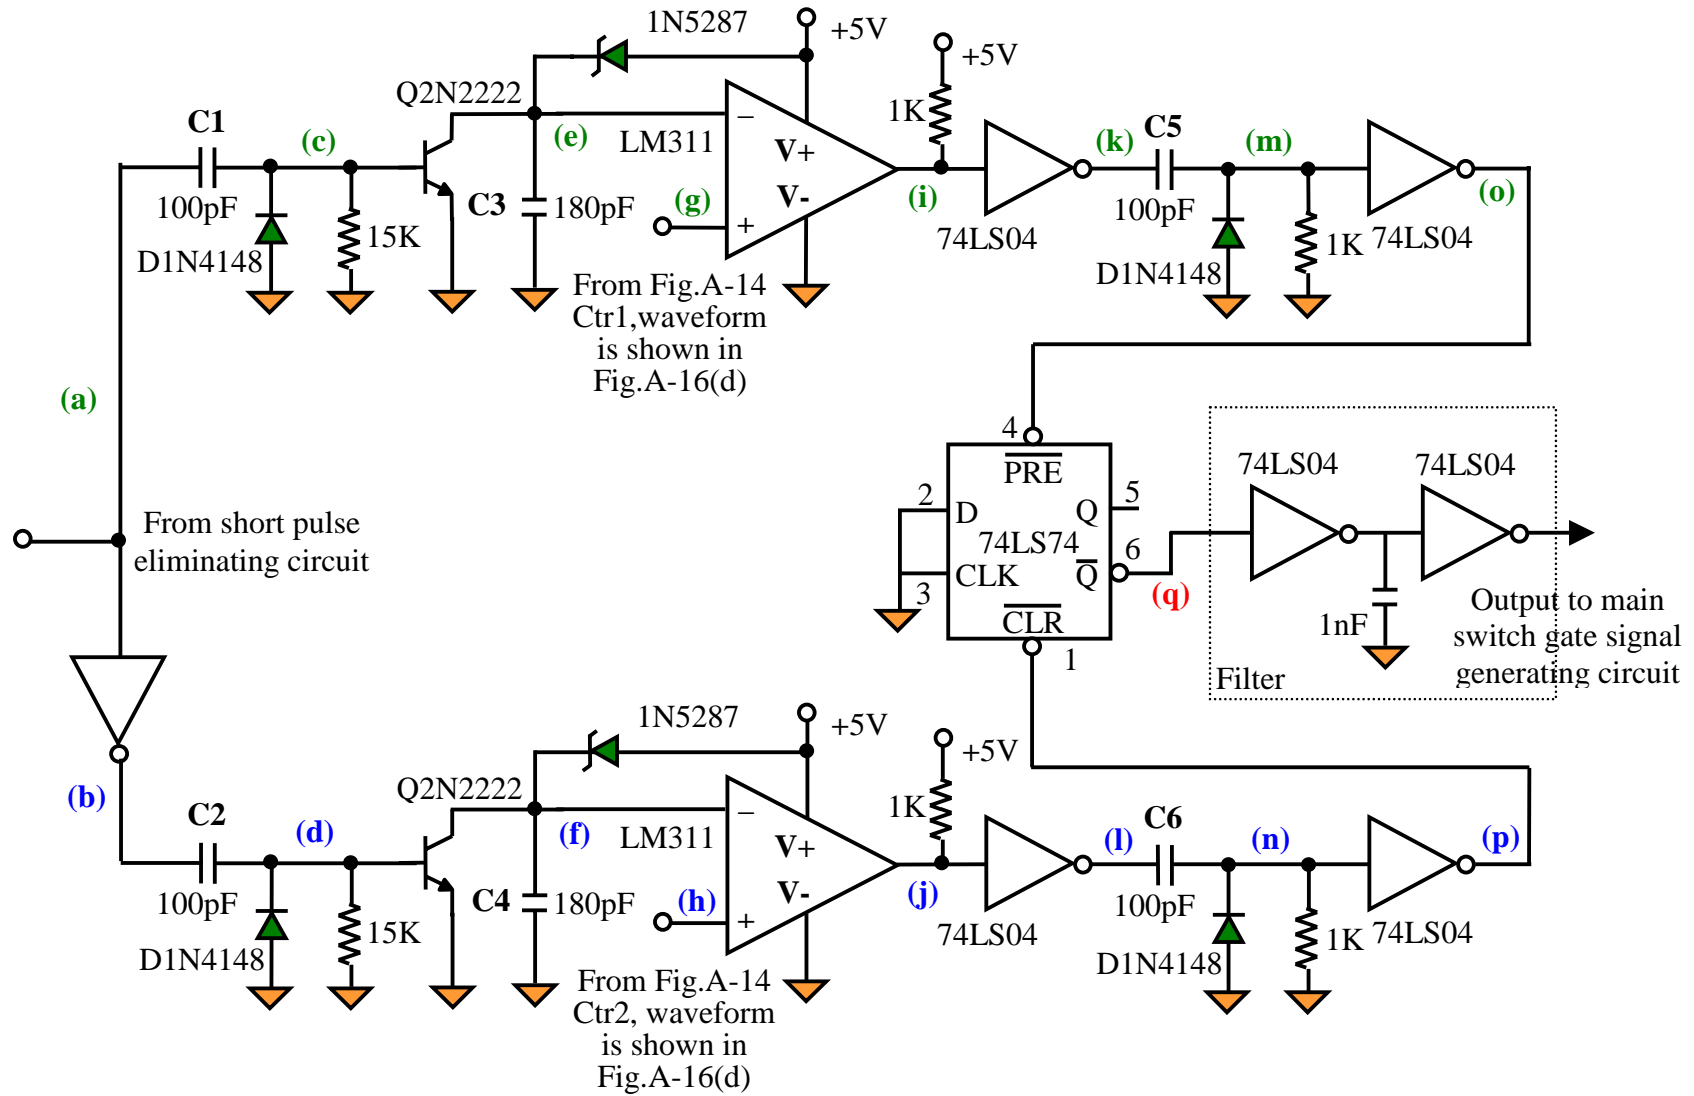 1N5287
+5V
+5V
Q2N2222
C1
(c)
(e)
LM311
−
V+
V-
+
1K
(k)
C5
(m)
100pF
15K
D1N4148
C3
180pF
(g)
(i)
74LS04
100pF
D1N4148
1K
74LS04
(o)
From Fig.A-14
Ctr1,waveform
is shown in
Fig.A-16(d)
(a)
4
PRE
2
D
Q
5
74LS74
6
3
CLK
Q
CLR
1
(q)
74LS04
74LS04
1nF
Filter
Output to main
switch gate signal
generating circuit
From short pulse
eliminating circuit
1N5287
+5V
+5V
(b)
Q2N2222
C2
(d)
(f)
LM311
−
V+
V-
+
1K
(l)
C6
(n)
(p)
100pF
15K
D1N4148
C4
180pF
(h)
(j)
74LS04
100pF
D1N4148
1K
74LS04
From Fig.A-14
Ctr2, waveform
is shown in
Fig.A-16(d)